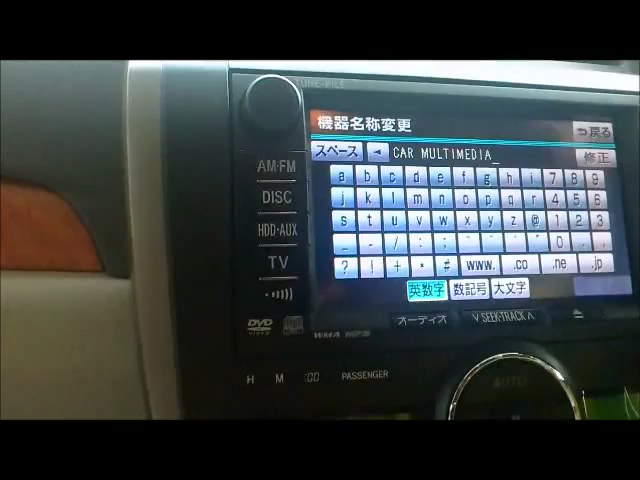 機器名称変更
戻る
スペース ◄ CAR MULTIMEDIA_ 修正
a b c d e f g h i 7 8 9
j k l m n o p q r 4 5 6
s t u v w x y z @ 1 2 3
? ! + * # www. .co .ne .jp
英数字 数記号 大文字
AM·FM
DISC
HDD·AUX
TV
DVD VIDEO
WMA
オーディオ
∨ SEEK·TRACK ∧
H M :00 PASSENGER
AUTO